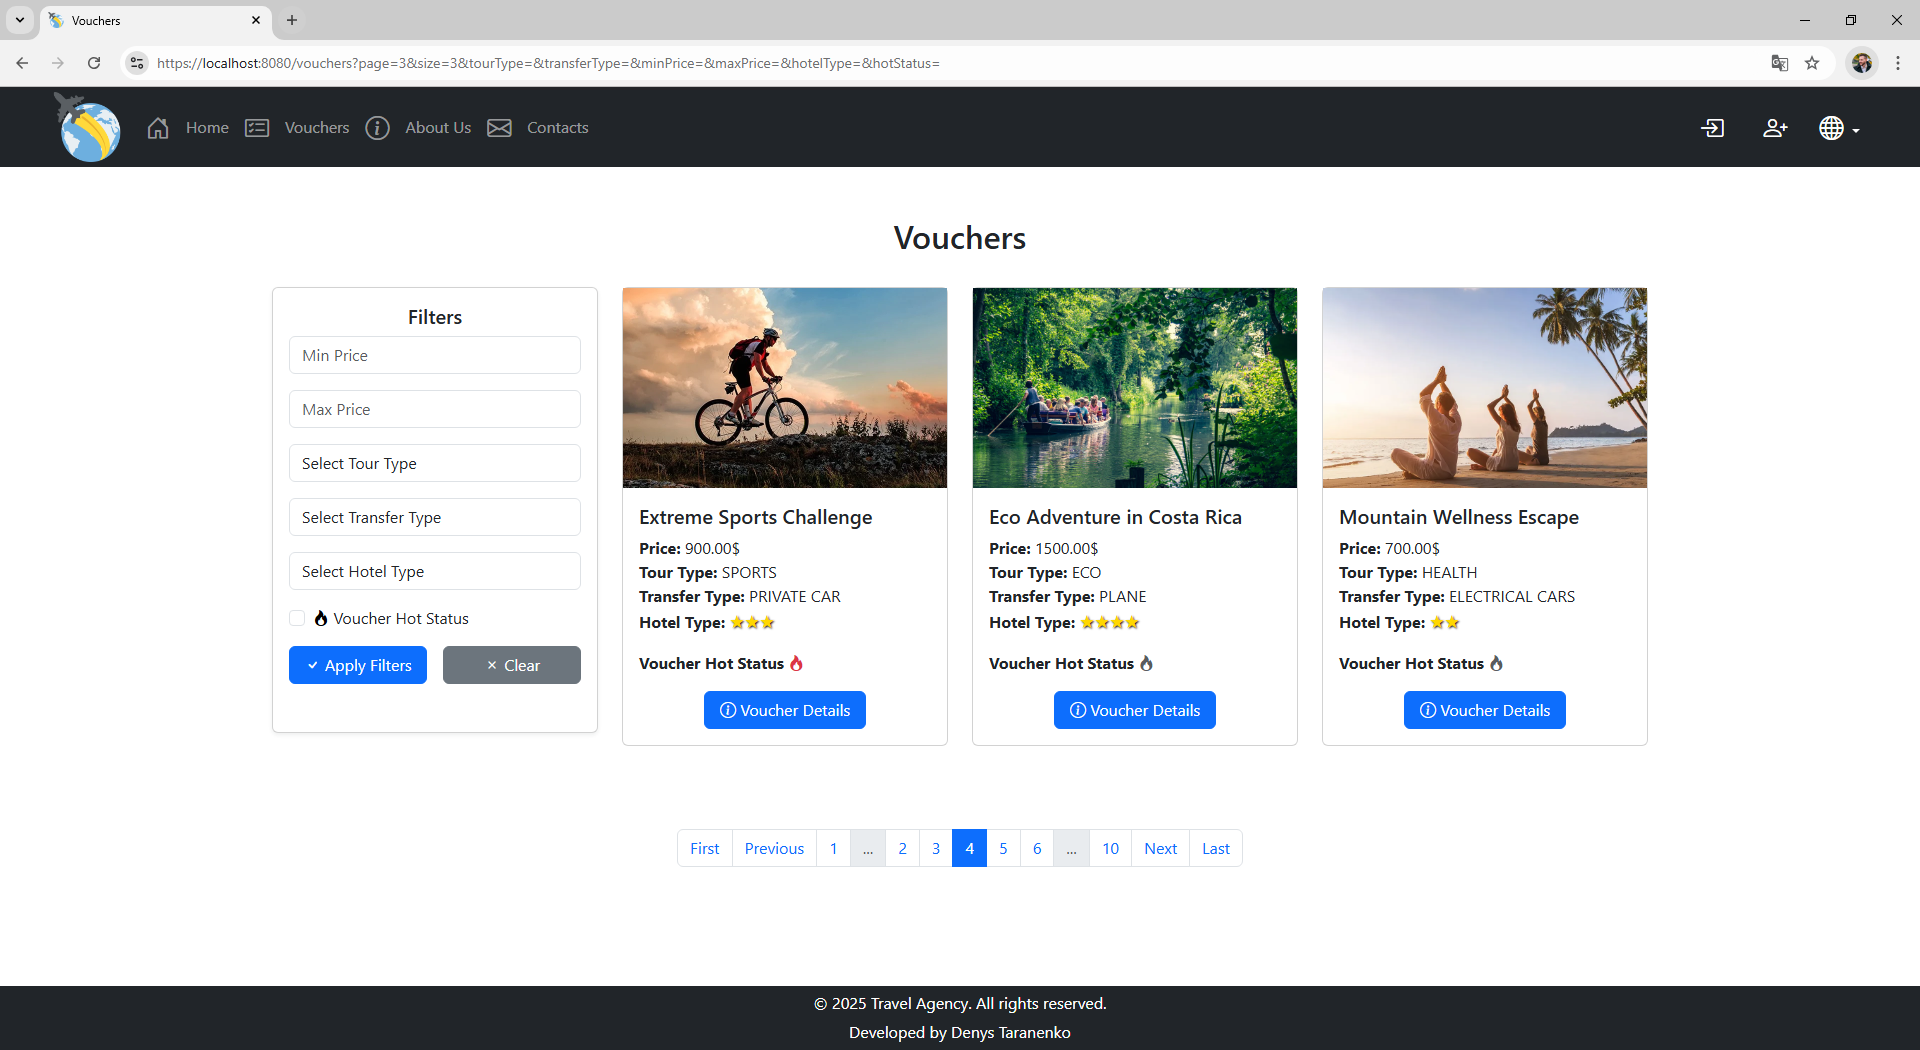 Vouchers
https://localhost:8080/vouchers?page=3&size=3&tourType=&transferType=&minPrice=&maxPrice=&hotelType=&hotStatus=
Home Vouchers About Us Contacts
Vouchers
Filters
Min Price
Max Price
Select Tour Type
Select Transfer Type
Select Hotel Type
Voucher Hot Status
Apply Filters Clear
Extreme Sports Challenge
Price: 900.00$
Tour Type: SPORTS
Transfer Type: PRIVATE CAR
Hotel Type:
Voucher Hot Status
Voucher Details
Eco Adventure in Costa Rica
Price: 1500.00$
Tour Type: ECO
Transfer Type: PLANE
Hotel Type:
Voucher Hot Status
Voucher Details
Mountain Wellness Escape
Price: 700.00$
Tour Type: HEALTH
Transfer Type: ELECTRICAL CARS
Hotel Type:
Voucher Hot Status
Voucher Details
First Previous 1 ... 2 3 4 5 6 ... 10 Next Last
© 2025 Travel Agency. All rights reserved.
Developed by Denys Taranenko